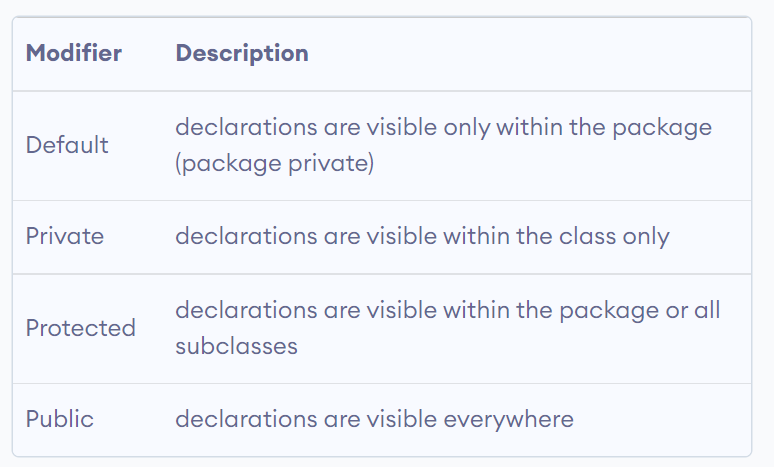 Modifier Description
Default declarations are visible only within the package
(package private)
Private declarations are visible within the class only
Protected declarations are visible within the package or all
subclasses
Public declarations are visible everywhere